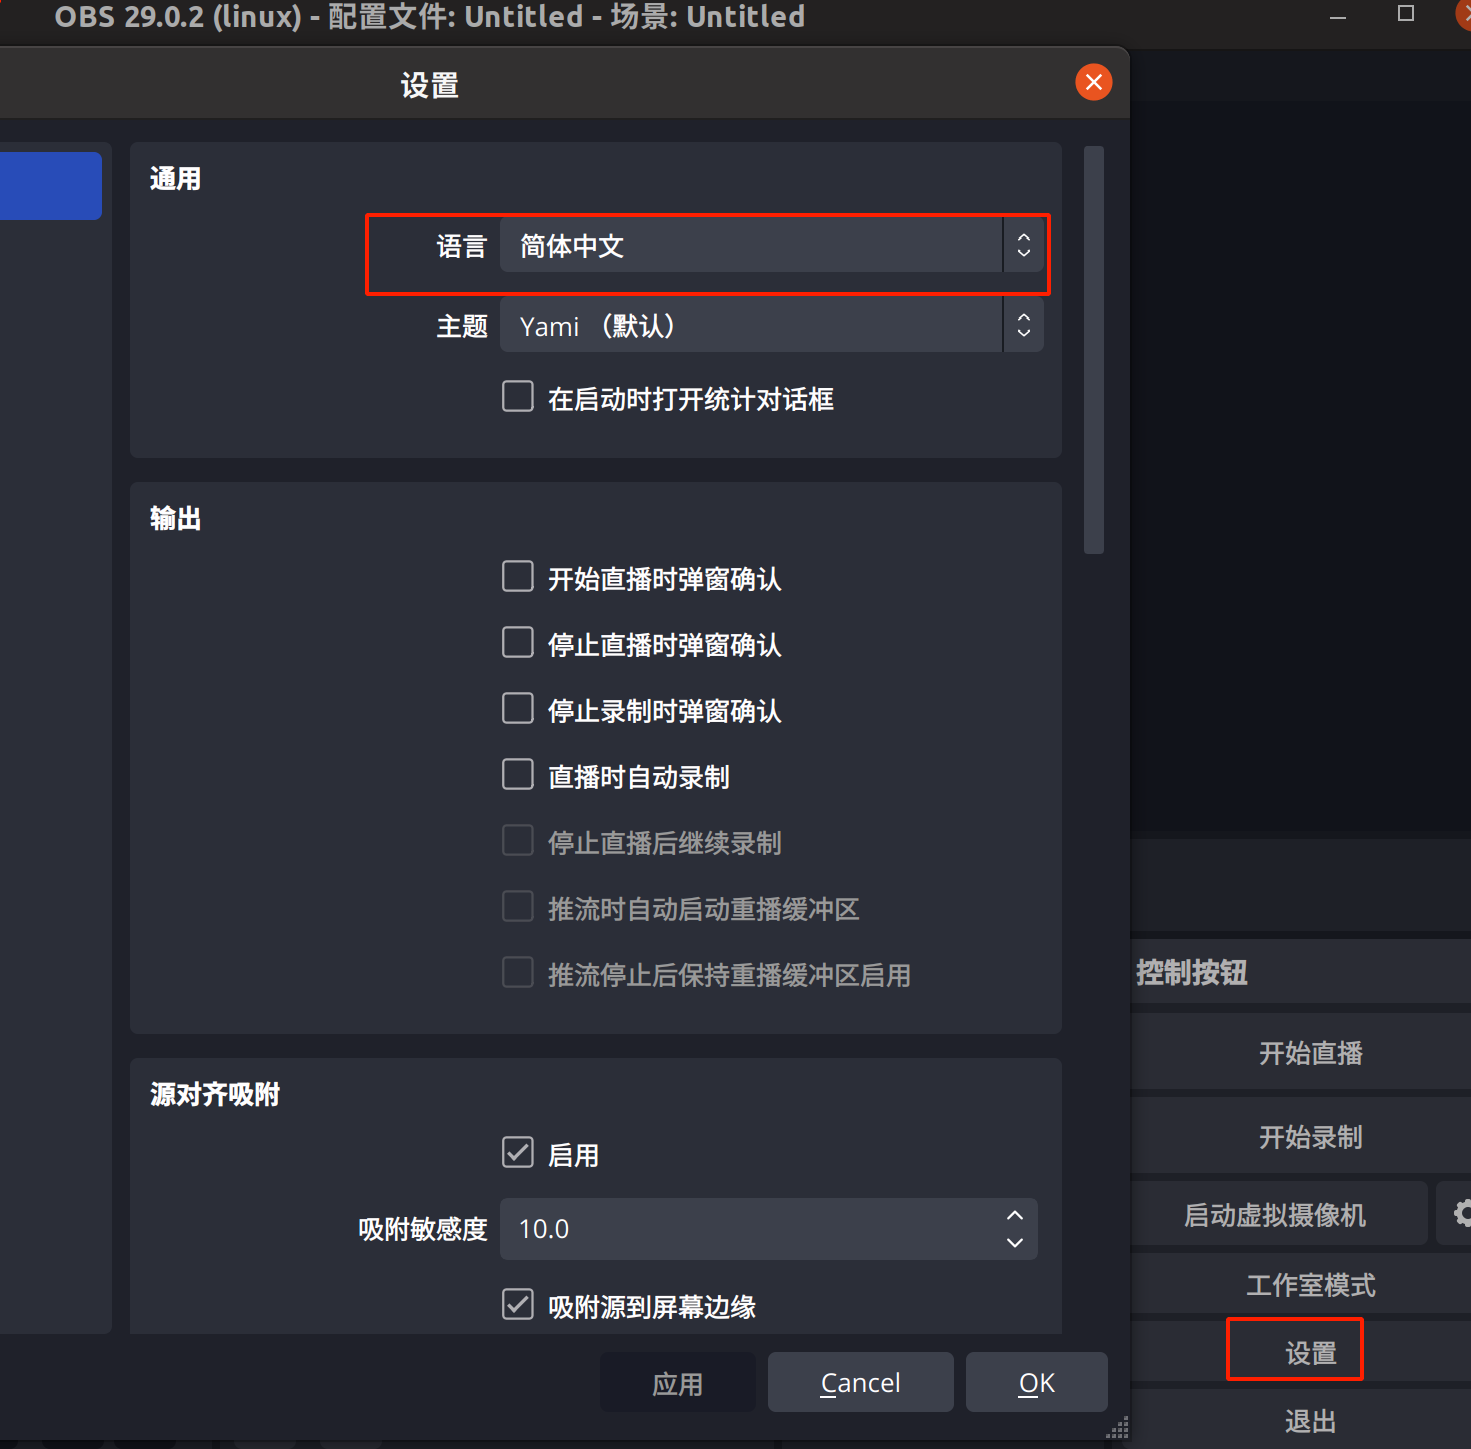 OBS 29.0.2 (linux) - 配置文件: Untitled - 场景: Untitled
设置
通用
语言 简体中文
主题 Yami （默认）
在启动时打开统计对话框
输出
开始直播时弹窗确认
停止直播时弹窗确认
停止录制时弹窗确认
直播时自动录制
停止直播后继续录制
推流时自动启动重播缓冲区
推流停止后保持重播缓冲区启用
源对齐吸附
启用
吸附敏感度 10.0
吸附源到屏幕边缘
应用 Cancel OK
控制按钮
开始直播
开始录制
启动虚拟摄像机
工作室模式
设置
退出